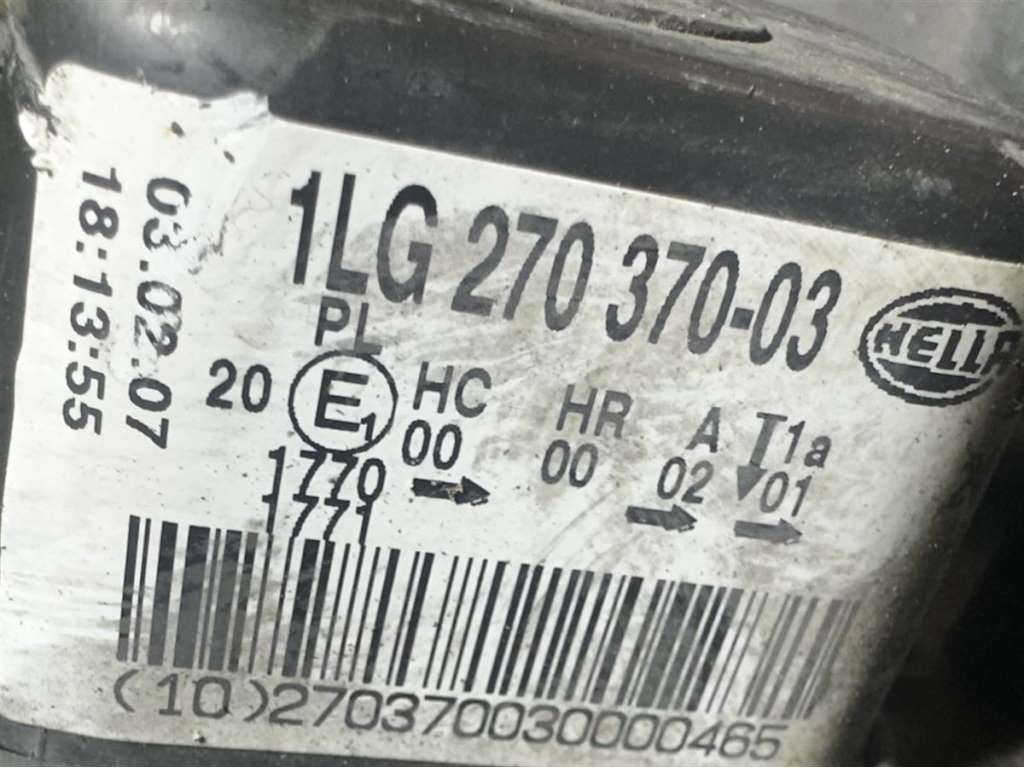 1LG 270 370-03
HELLA
03.02.07
18:13:55
PL
20 E1 HC HR A T1a
00 00 02 01
1770
1771
(10)270370030000465